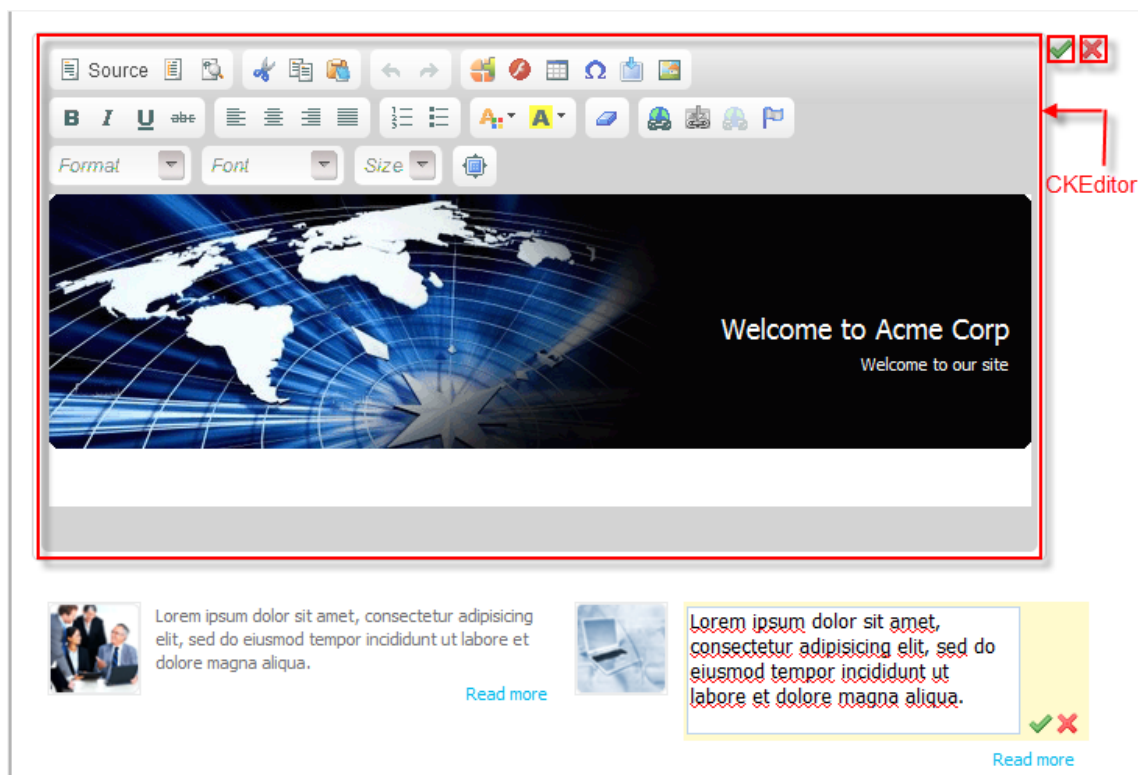 Source
B I U abc
A A
Format Font Size
CKEditor
Welcome to Acme Corp
Welcome to our site
Lorem ipsum dolor sit amet, consectetur adipisicing
elit, sed do eiusmod tempor incididunt ut labore et
dolore magna aliqua.
Read more
Lorem ipsum dolor sit amet,
consectetur adipisicing elit, sed do
eiusmod tempor incididunt ut
labore et dolore magna aliqua.
Read more